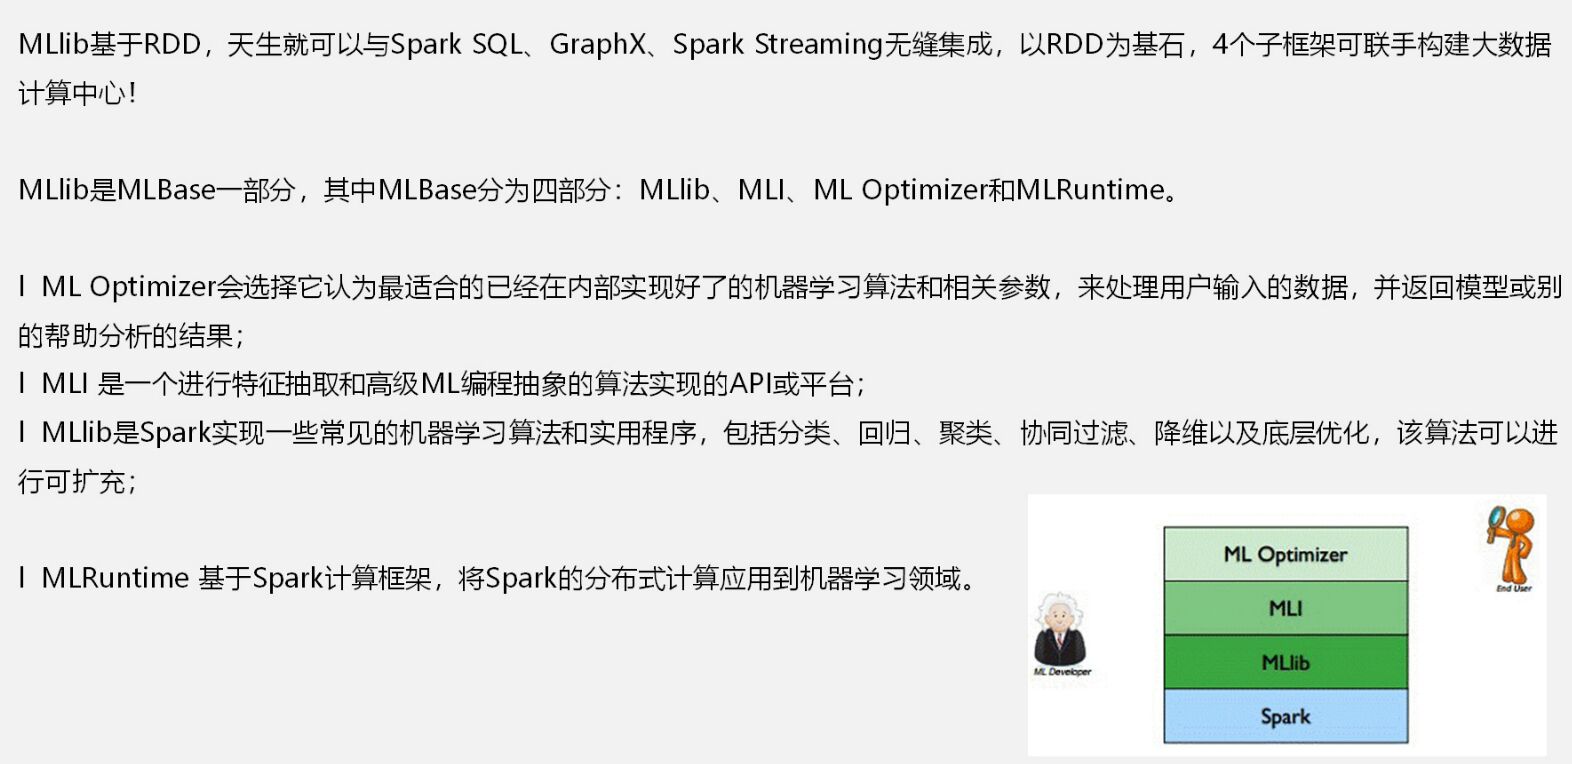 MLlib基于RDD，天生就可以与Spark SQL、GraphX、Spark Streaming无缝集成，以RDD为基石，4个子框架可联手构建大数据
计算中心！
MLlib是MLBase一部分，其中MLBase分为四部分：MLlib、MLI、ML Optimizer和MLRuntime。
l ML Optimizer会选择它认为最适合的已经在内部实现好了的机器学习算法和相关参数，来处理用户输入的数据，并返回模型或别
的帮助分析的结果；
l MLI 是一个进行特征抽取和高级ML编程抽象的算法实现的API或平台；
l MLlib是Spark实现一些常见的机器学习算法和实用程序，包括分类、回归、聚类、协同过滤、降维以及底层优化，该算法可以进
行可扩充；
l MLRuntime 基于Spark计算框架，将Spark的分布式计算应用到机器学习领域。
ML Optimizer
End User
MLI
MLlib
ML Developer
Spark